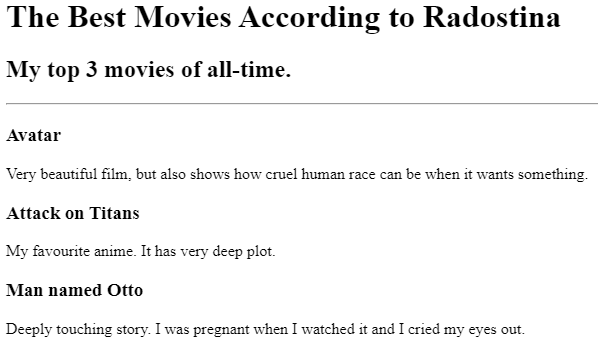 The Best Movies According to Radostina
My top 3 movies of all-time.
Avatar
Very beautiful film, but also shows how cruel human race can be when it wants something.
Attack on Titans
My favourite anime. It has very deep plot.
Man named Otto
Deeply touching story. I was pregnant when I watched it and I cried my eyes out.